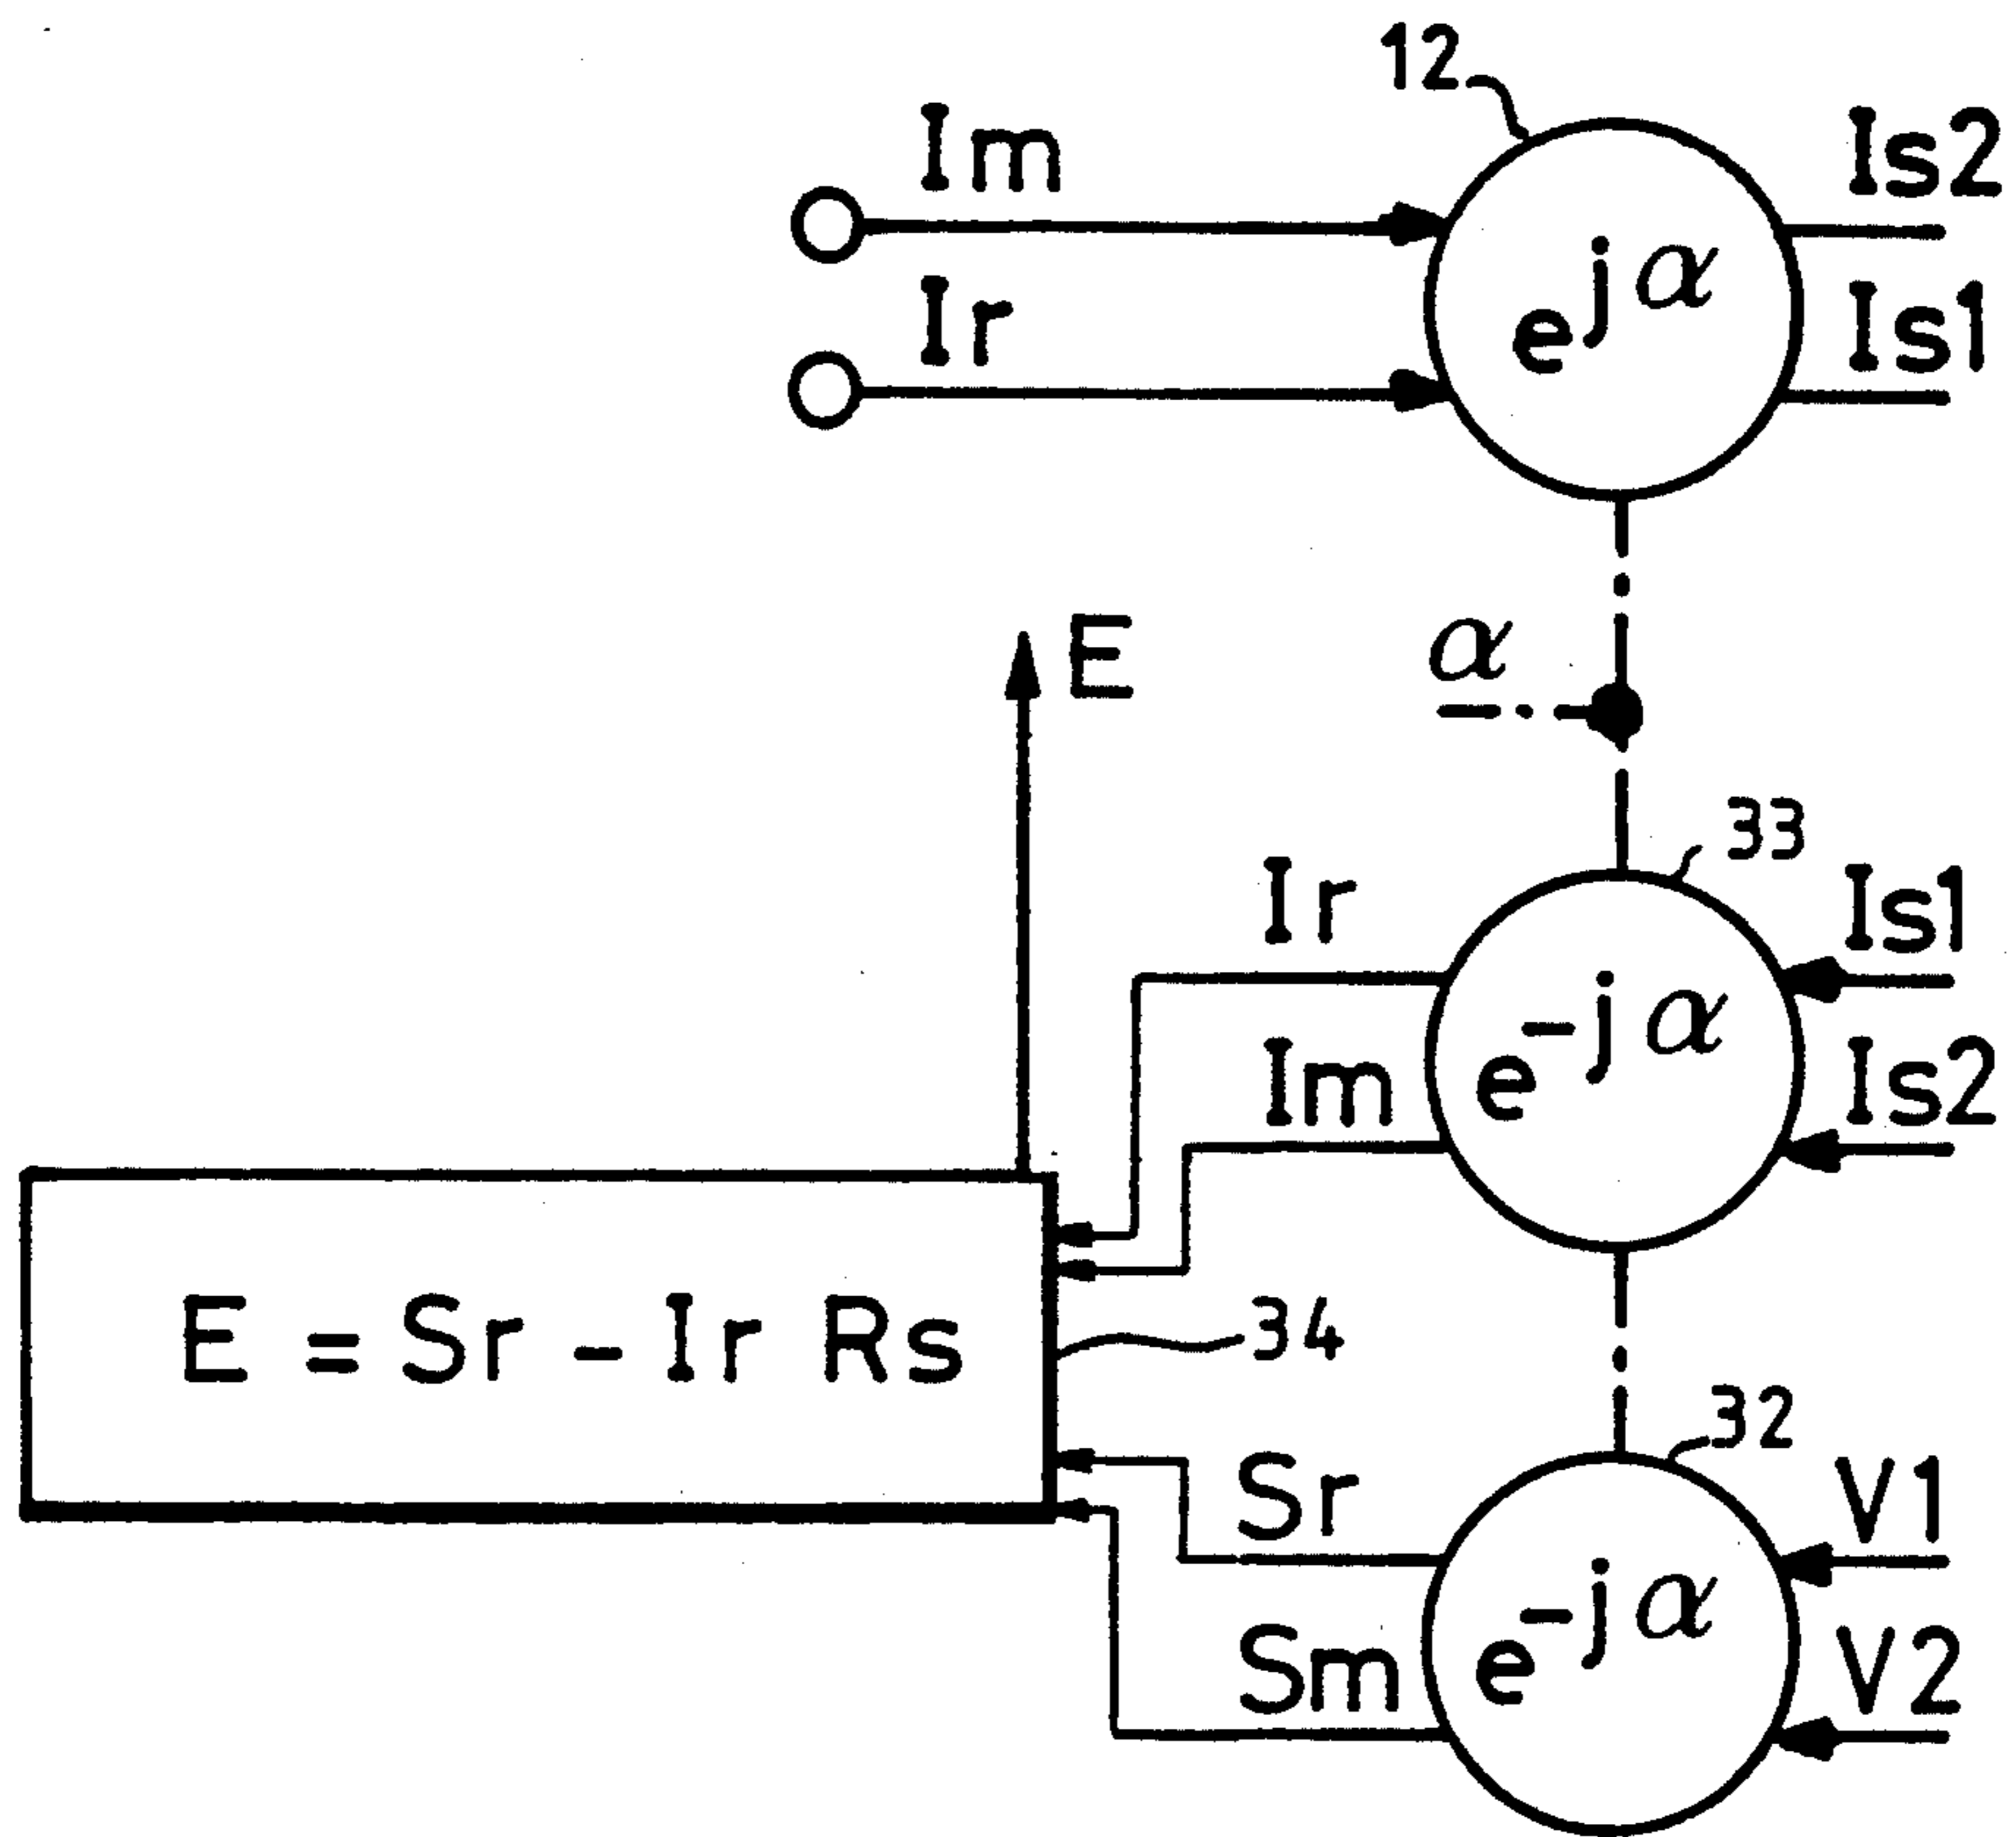 12
Im
Is2
e^jα
Ir
Is1
E
α
33
Ir
Is1
e^-jα
Im
Is2
E = Sr - Ir Rs
34
32
Sr
V1
e^-jα
Sm
V2